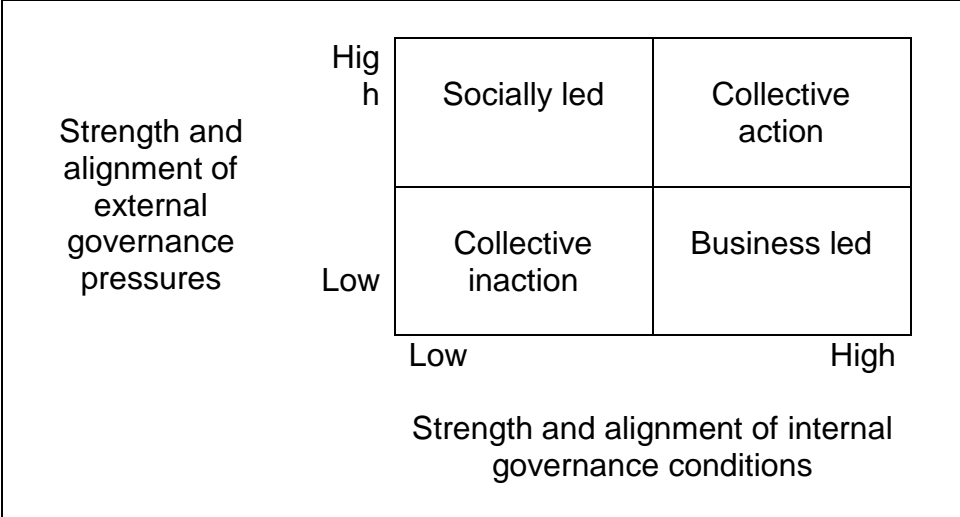 Hig
h
Socially led
Collective
action
Strength and
alignment of
external
governance
pressures
Low
Collective
inaction
Business led
Low
High
Strength and alignment of internal
governance conditions